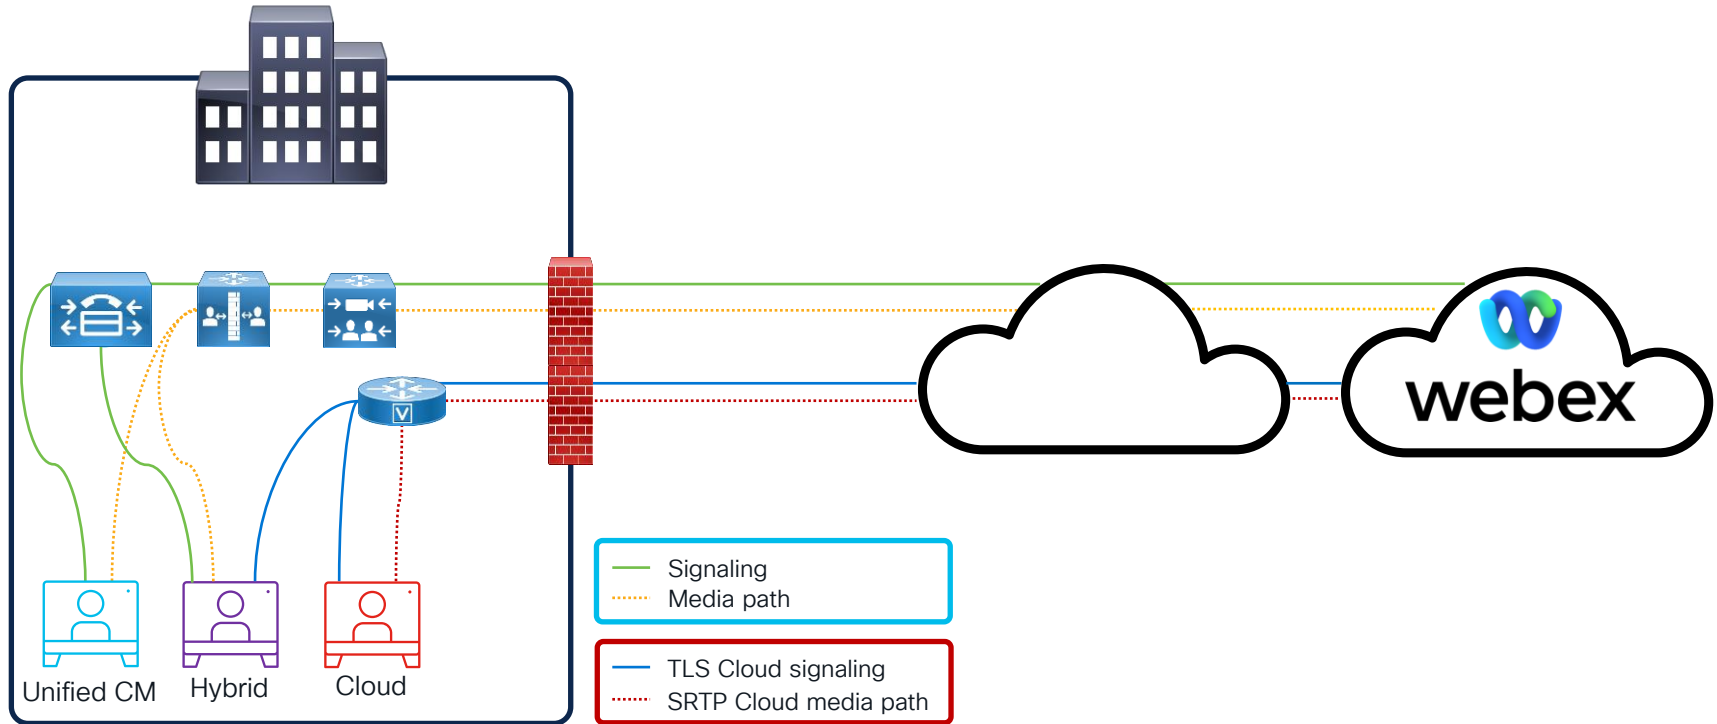 webex
V
Unified CM
Hybrid
Cloud
Signaling
Media path
TLS Cloud signaling
SRTP Cloud media path